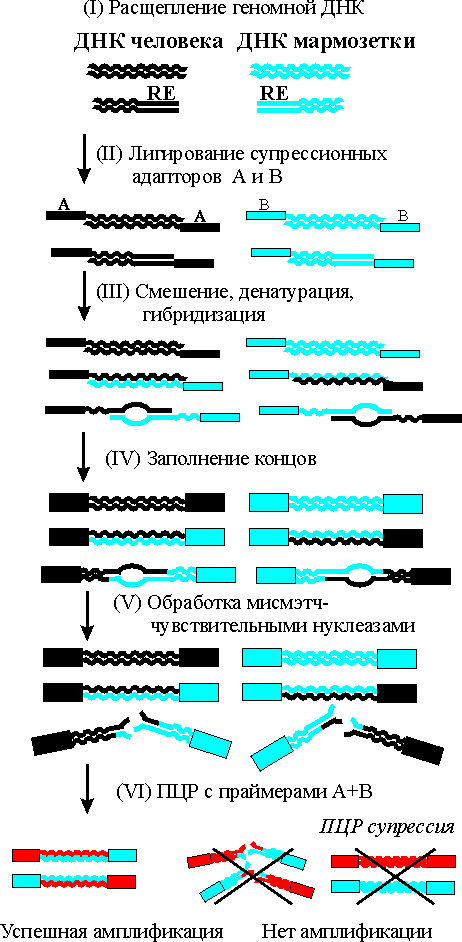 (I) Расщепление геномной ДНК
ДНК человека ДНК мармозетки
RE RE
(II) Лигирование супрессионных
адапторов А и В
А А В В
(III) Смешение, денатурация,
гибридизация
(IV) Заполнение концов
(V) Обработка мисмэтч-
чувствительными нуклеазами
(VI) ПЦР с праймерами А+В
ПЦР супрессия
Успешная амплификация Нет амплификации